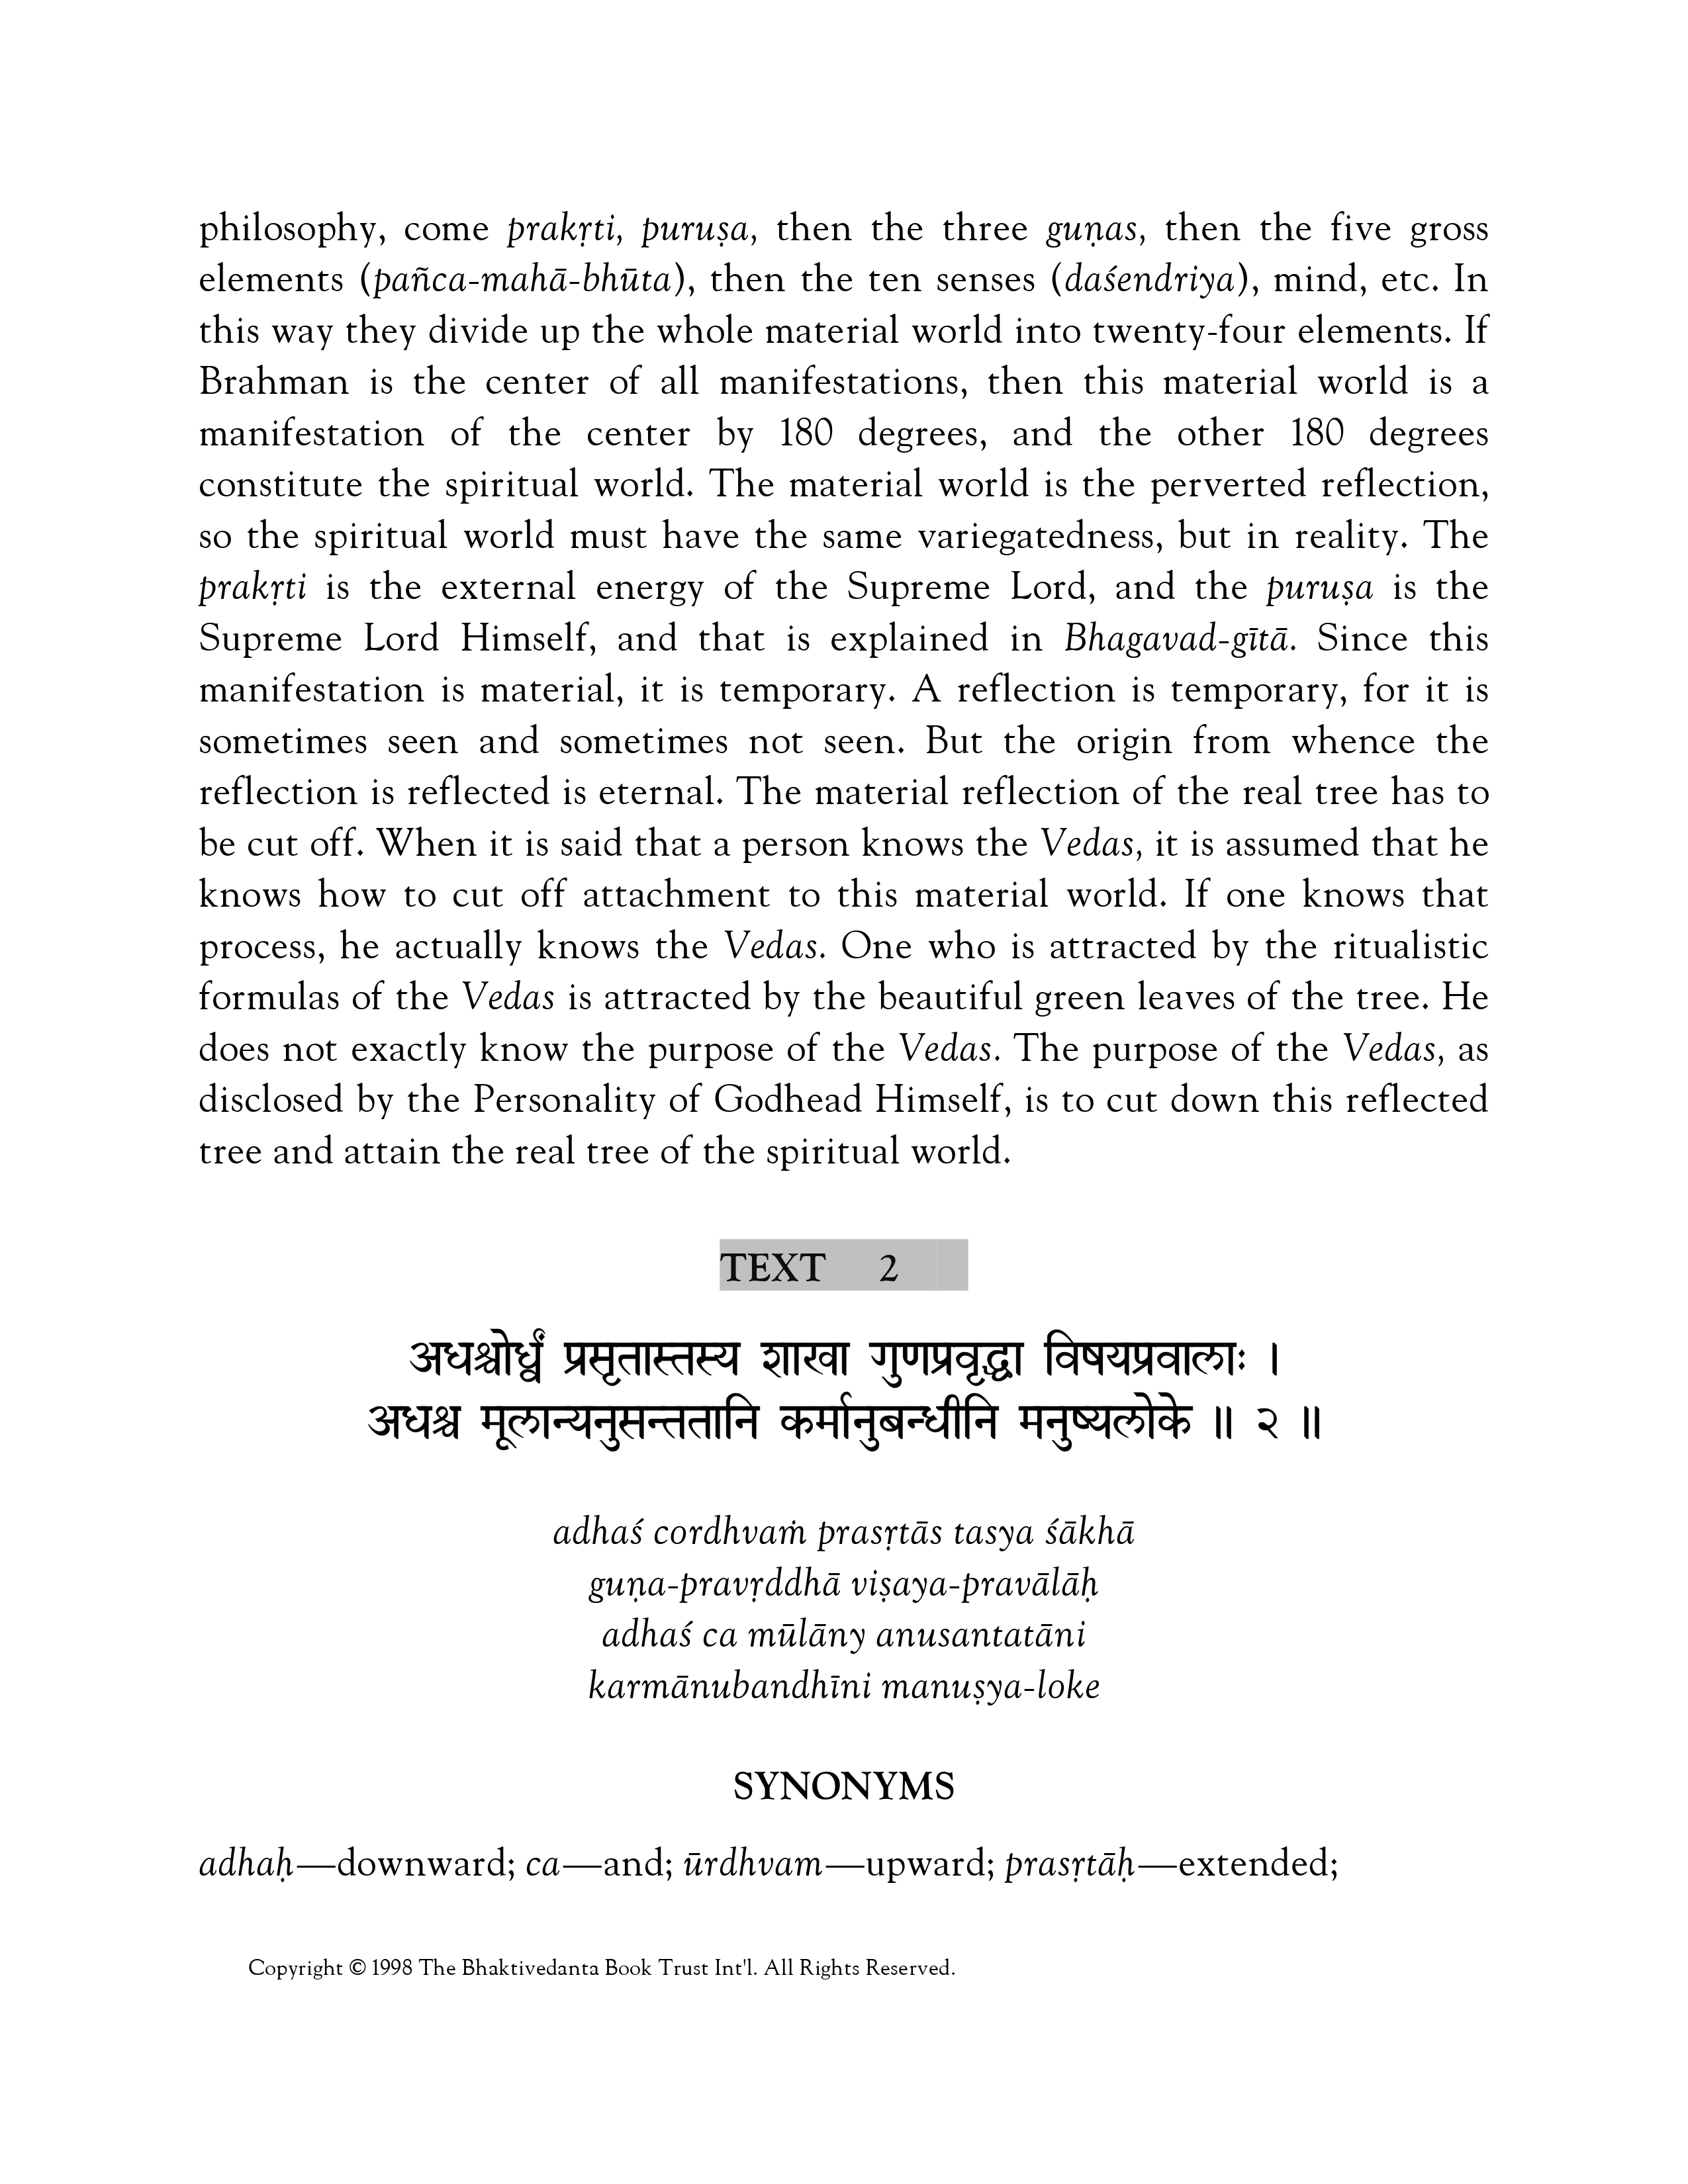 philosophy, come prakṛti, puruṣa, then the three guṇas, then the five gross
elements (pañca-mahā-bhūta), then the ten senses (daśendriya), mind, etc. In
this way they divide up the whole material world into twenty-four elements. If
Brahman is the center of all manifestations, then this material world is a
manifestation of the center by 180 degrees, and the other 180 degrees
constitute the spiritual world. The material world is the perverted reflection,
so the spiritual world must have the same variegatedness, but in reality. The
prakṛti is the external energy of the Supreme Lord, and the puruṣa is the
Supreme Lord Himself, and that is explained in Bhagavad-gītā. Since this
manifestation is material, it is temporary. A reflection is temporary, for it is
sometimes seen and sometimes not seen. But the origin from whence the
reflection is reflected is eternal. The material reflection of the real tree has to
be cut off. When it is said that a person knows the Vedas, it is assumed that he
knows how to cut off attachment to this material world. If one knows that
process, he actually knows the Vedas. One who is attracted by the ritualistic
formulas of the Vedas is attracted by the beautiful green leaves of the tree. He
does not exactly know the purpose of the Vedas. The purpose of the Vedas, as
disclosed by the Personality of Godhead Himself, is to cut down this reflected
tree and attain the real tree of the spiritual world.
TEXT 2
अधश्चोर्ध्वं प्रसृतास्तस्य शाखा गुणप्रवृद्धा विषयप्रवालाः ।
अधश्च मूलान्यनुसन्ततानि कर्मानुबन्धीनि मनुष्यलोके ॥ २ ॥
adhaś cordhvaṁ prasṛtās tasya śākhā
guṇa-pravṛddhā viṣaya-pravālāḥ
adhaś ca mūlāny anusantatāni
karmānubandhīni manuṣya-loke
SYNONYMS
adhaḥ—downward; ca—and; ūrdhvam—upward; prasṛtāḥ—extended;
Copyright © 1998 The Bhaktivedanta Book Trust Int'l. All Rights Reserved.